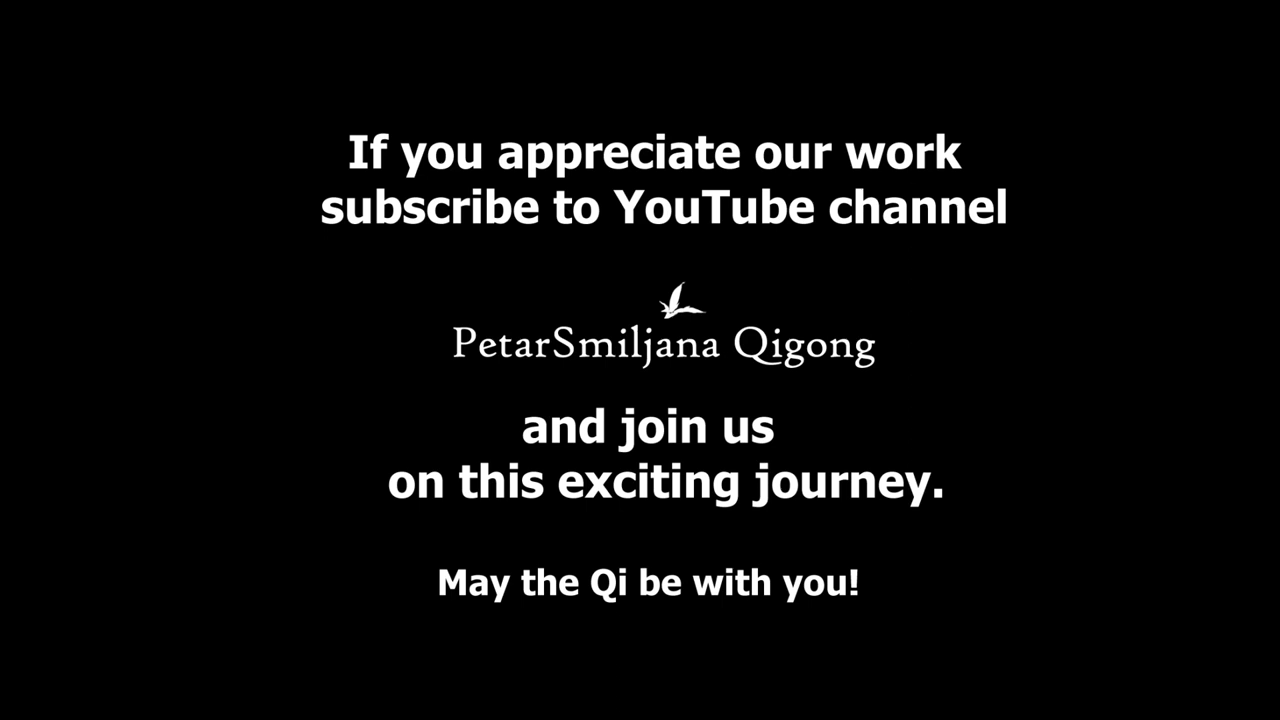 If you appreciate our work
subscribe to YouTube channel
PetarSmiljana Qigong
and join us
on this exciting journey.
May the Qi be with you!